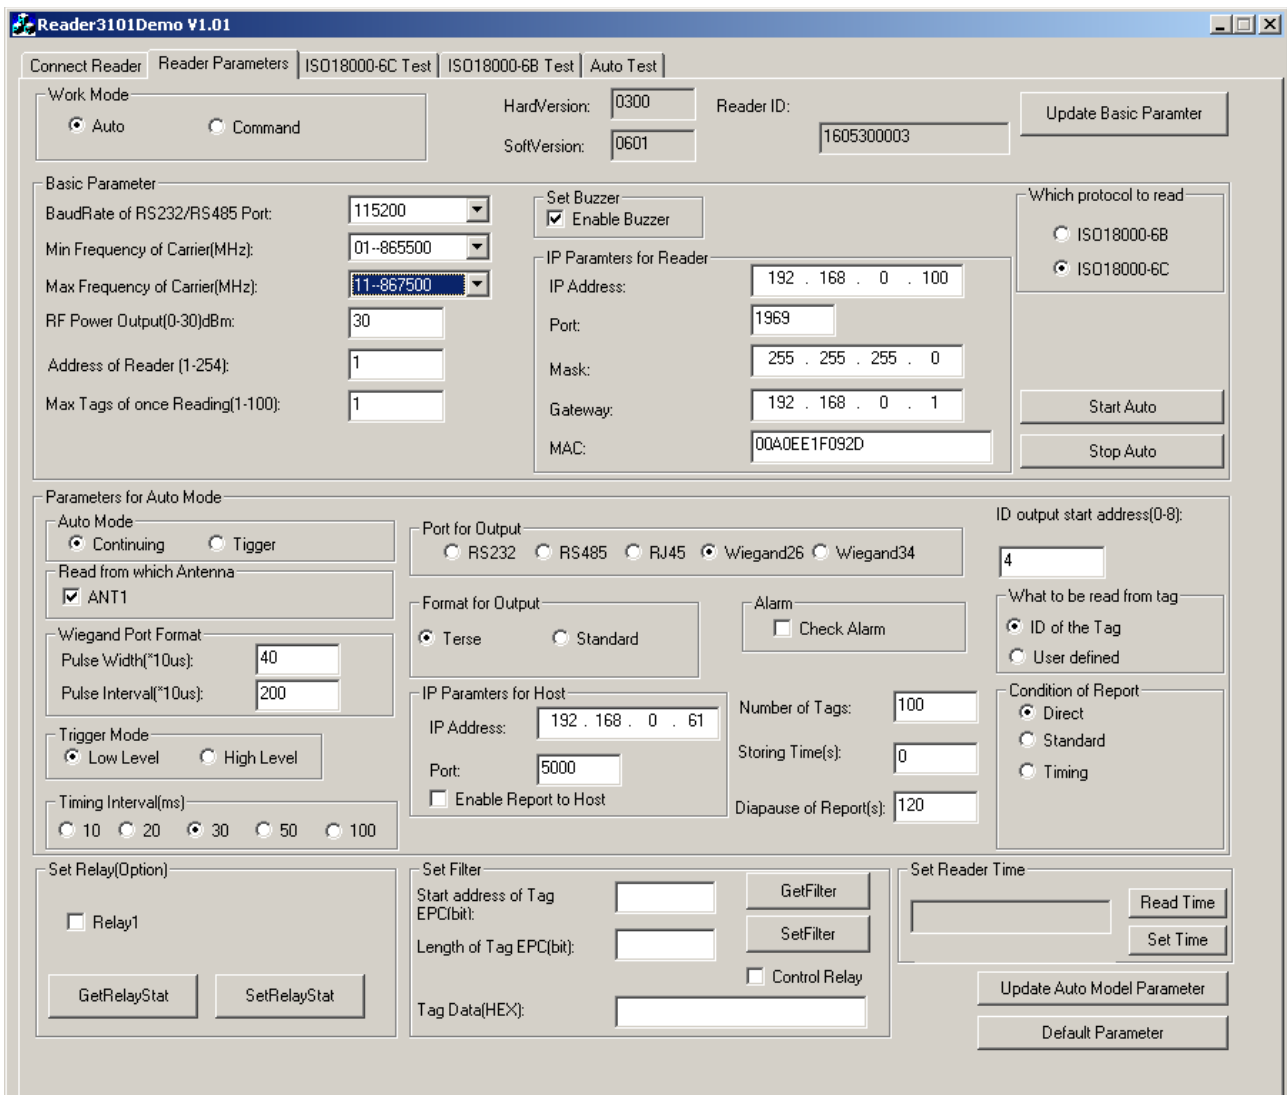 Reader3101Demo V1.01
Connect Reader Reader Parameters ISO18000-6C Test ISO18000-6B Test Auto Test
Work Mode
Auto Command
HardVersion: 0300 Reader ID:
SoftVersion: 0601 1605300003
Update Basic Paramter
Basic Parameter
BaudRate of RS232/RS485 Port: 115200
Min Frequency of Carrier(MHz): 01--865500
Max Frequency of Carrier(MHz): 11--867500
RF Power Output(0-30)dBm: 30
Address of Reader (1-254): 1
Max Tags of once Reading(1-100): 1
Set Buzzer
Enable Buzzer
IP Paramters for Reader
IP Address: 192 . 168 . 0 . 100
Port: 1969
Mask: 255 . 255 . 255 . 0
Gateway: 192 . 168 . 0 . 1
MAC: 00A0EE1F092D
Which protocol to read
ISO18000-6B
ISO18000-6C
Start Auto
Stop Auto
Parameters for Auto Mode
Auto Mode
Continuing Tigger
Read from which Antenna
ANT1
Wiegand Port Format
Pulse Width(*10us): 40
Pulse Interval(*10us): 200
Trigger Mode
Low Level High Level
Timing Interval(ms)
10 20 30 50 100
Port for Output
RS232 RS485 RJ45 Wiegand26 Wiegand34
Format for Output
Terse Standard
Alarm
Check Alarm
IP Paramters for Host
IP Address: 192 . 168 . 0 . 61
Port: 5000
Enable Report to Host
Number of Tags: 100
Storing Time(s): 0
Diapause of Report(s): 120
ID output start address(0-8):
4
What to be read from tag
ID of the Tag
User defined
Condition of Report
Direct
Standard
Timing
Set Relay(Option)
Relay1
GetRelayStat SetRelayStat
Set Filter
Start address of Tag
EPC(bit):
Length of Tag EPC(bit):
GetFilter
SetFilter
Control Relay
Tag Data(HEX):
Set Reader Time
Read Time
Set Time
Update Auto Model Parameter
Default Parameter